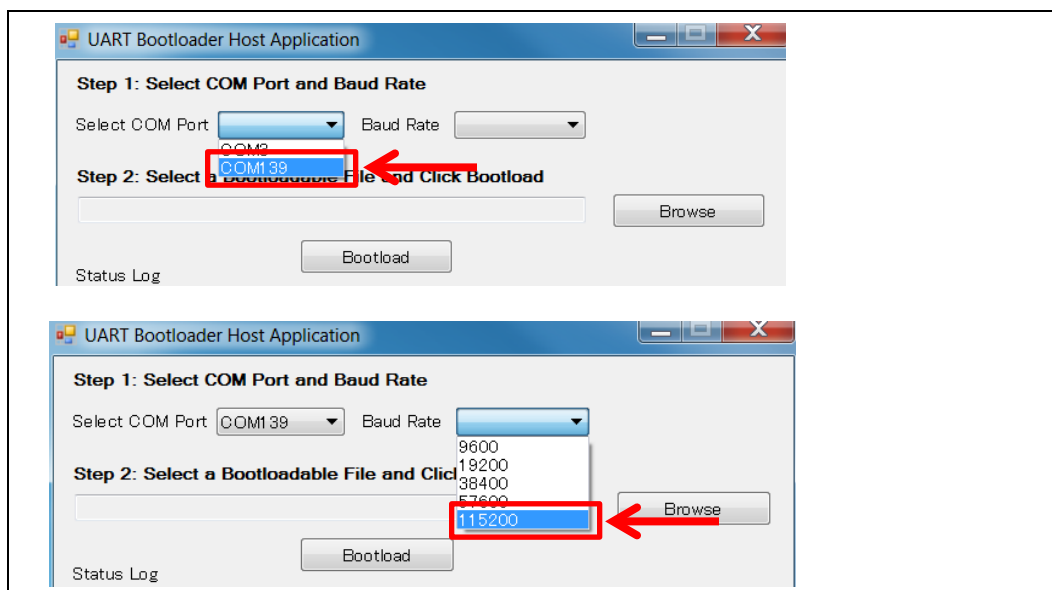 UART Bootloader Host Application
X
Step 1: Select COM Port and Baud Rate
Select COM Port Baud Rate
COM3
COM139
Step 2: Select a Bootloadable File and Click Bootload
Browse
Bootload
Status Log
UART Bootloader Host Application
X
Step 1: Select COM Port and Baud Rate
Select COM Port COM139 Baud Rate
9600
19200
Step 2: Select a Bootloadable File and Clic
38400
57600
115200
Browse
Bootload
Status Log